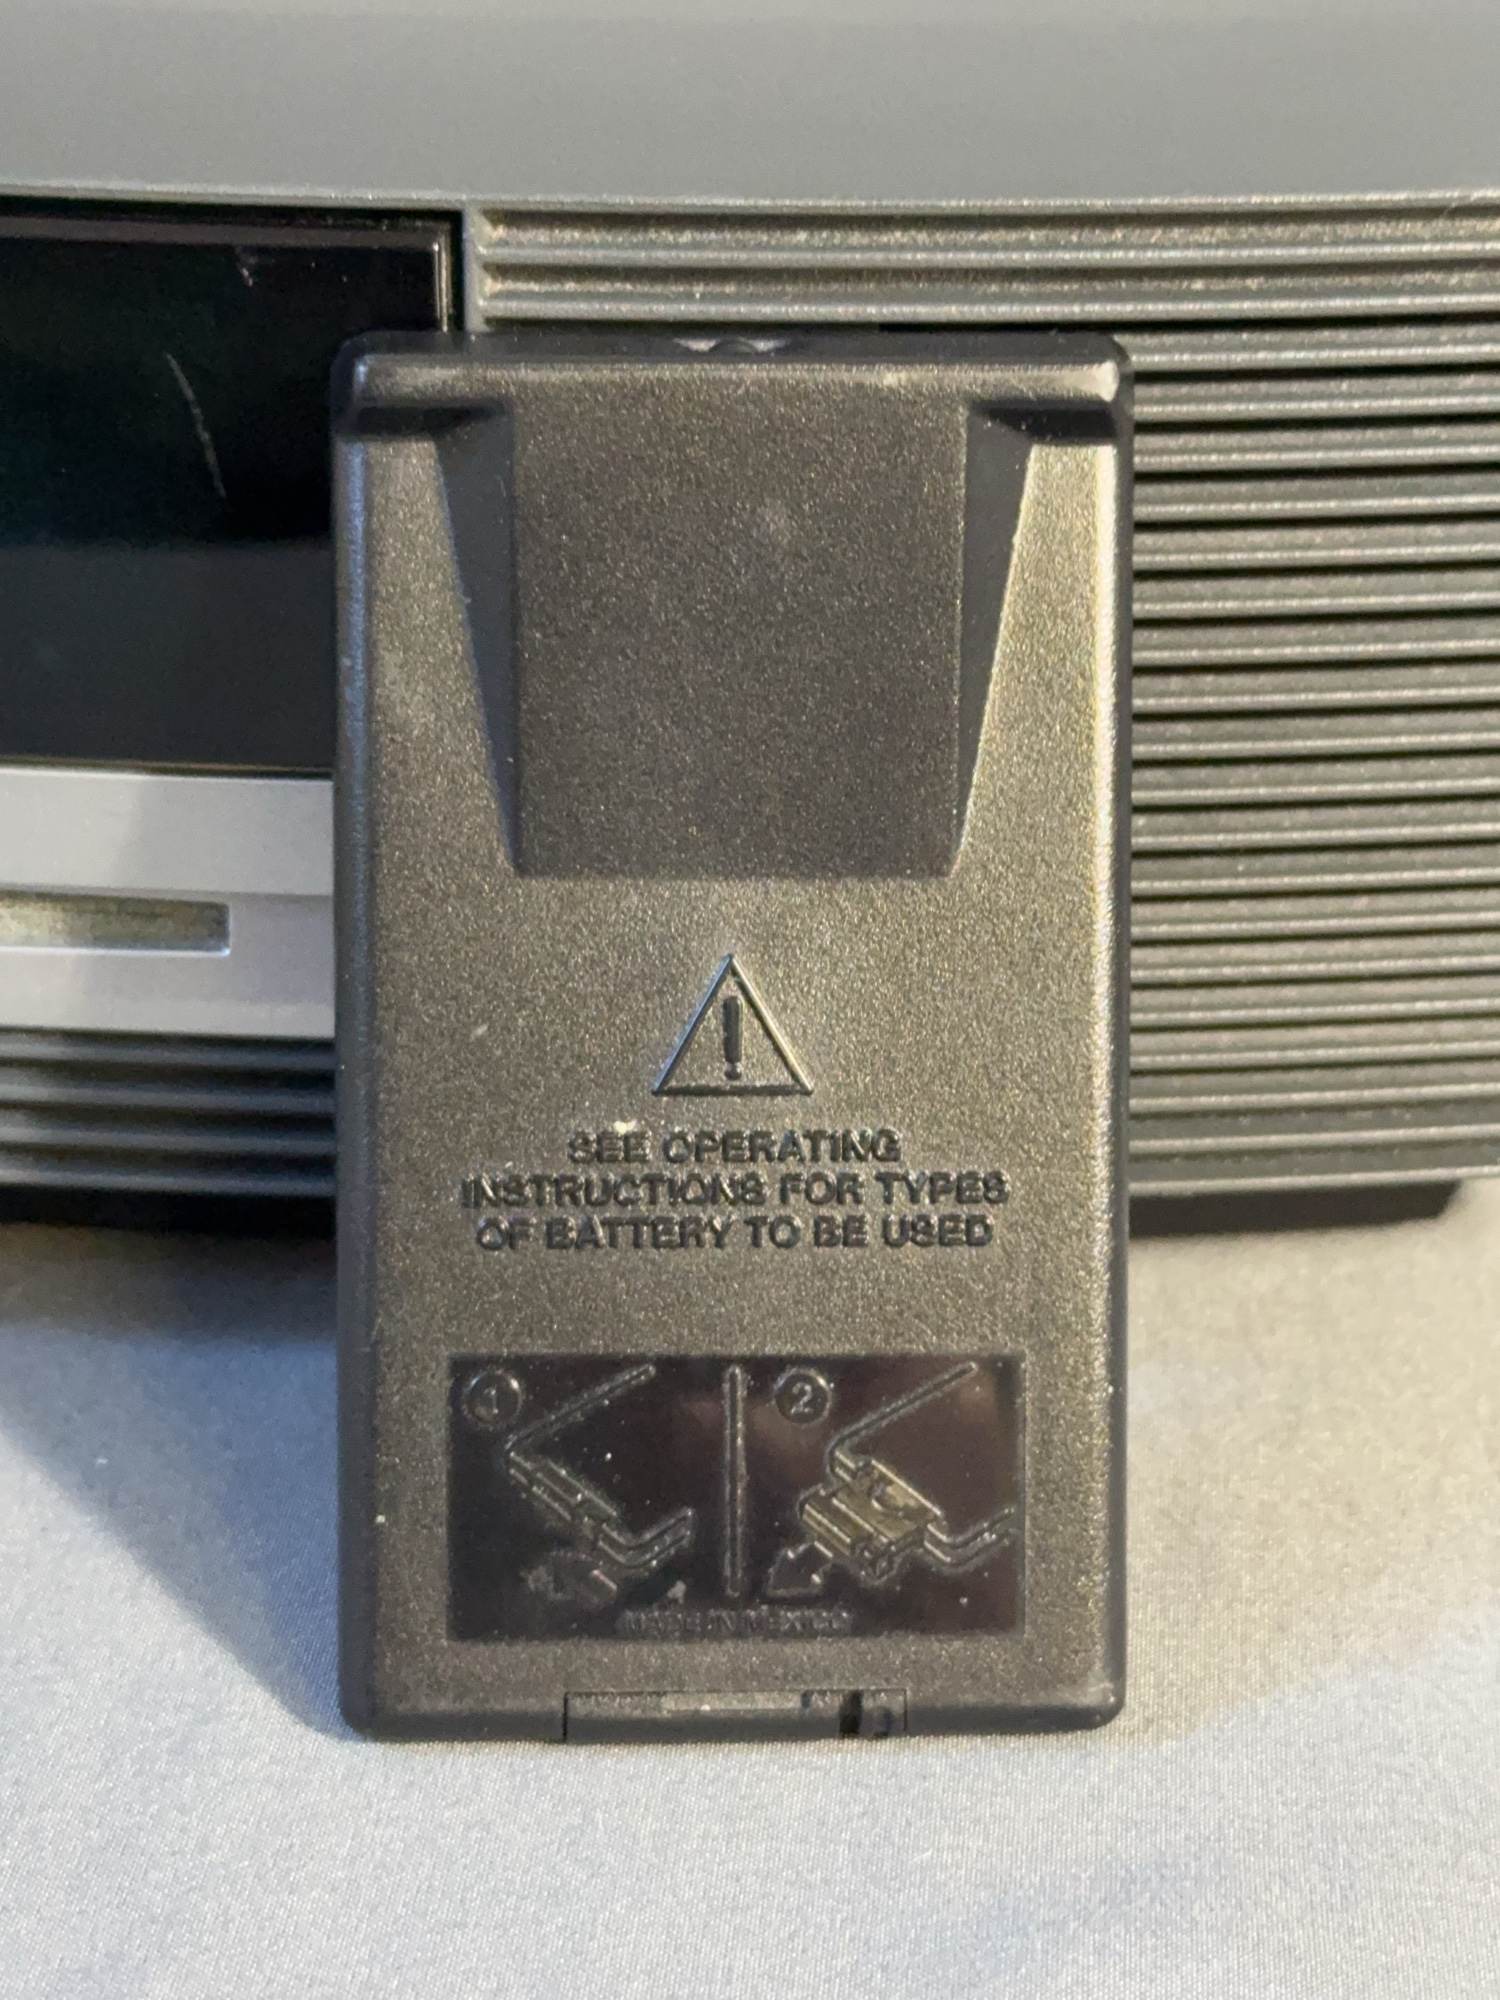 SEE OPERATING
INSTRUCTIONS FOR TYPES
OF BATTERY TO BE USED
1
2
MADE IN MEXICO